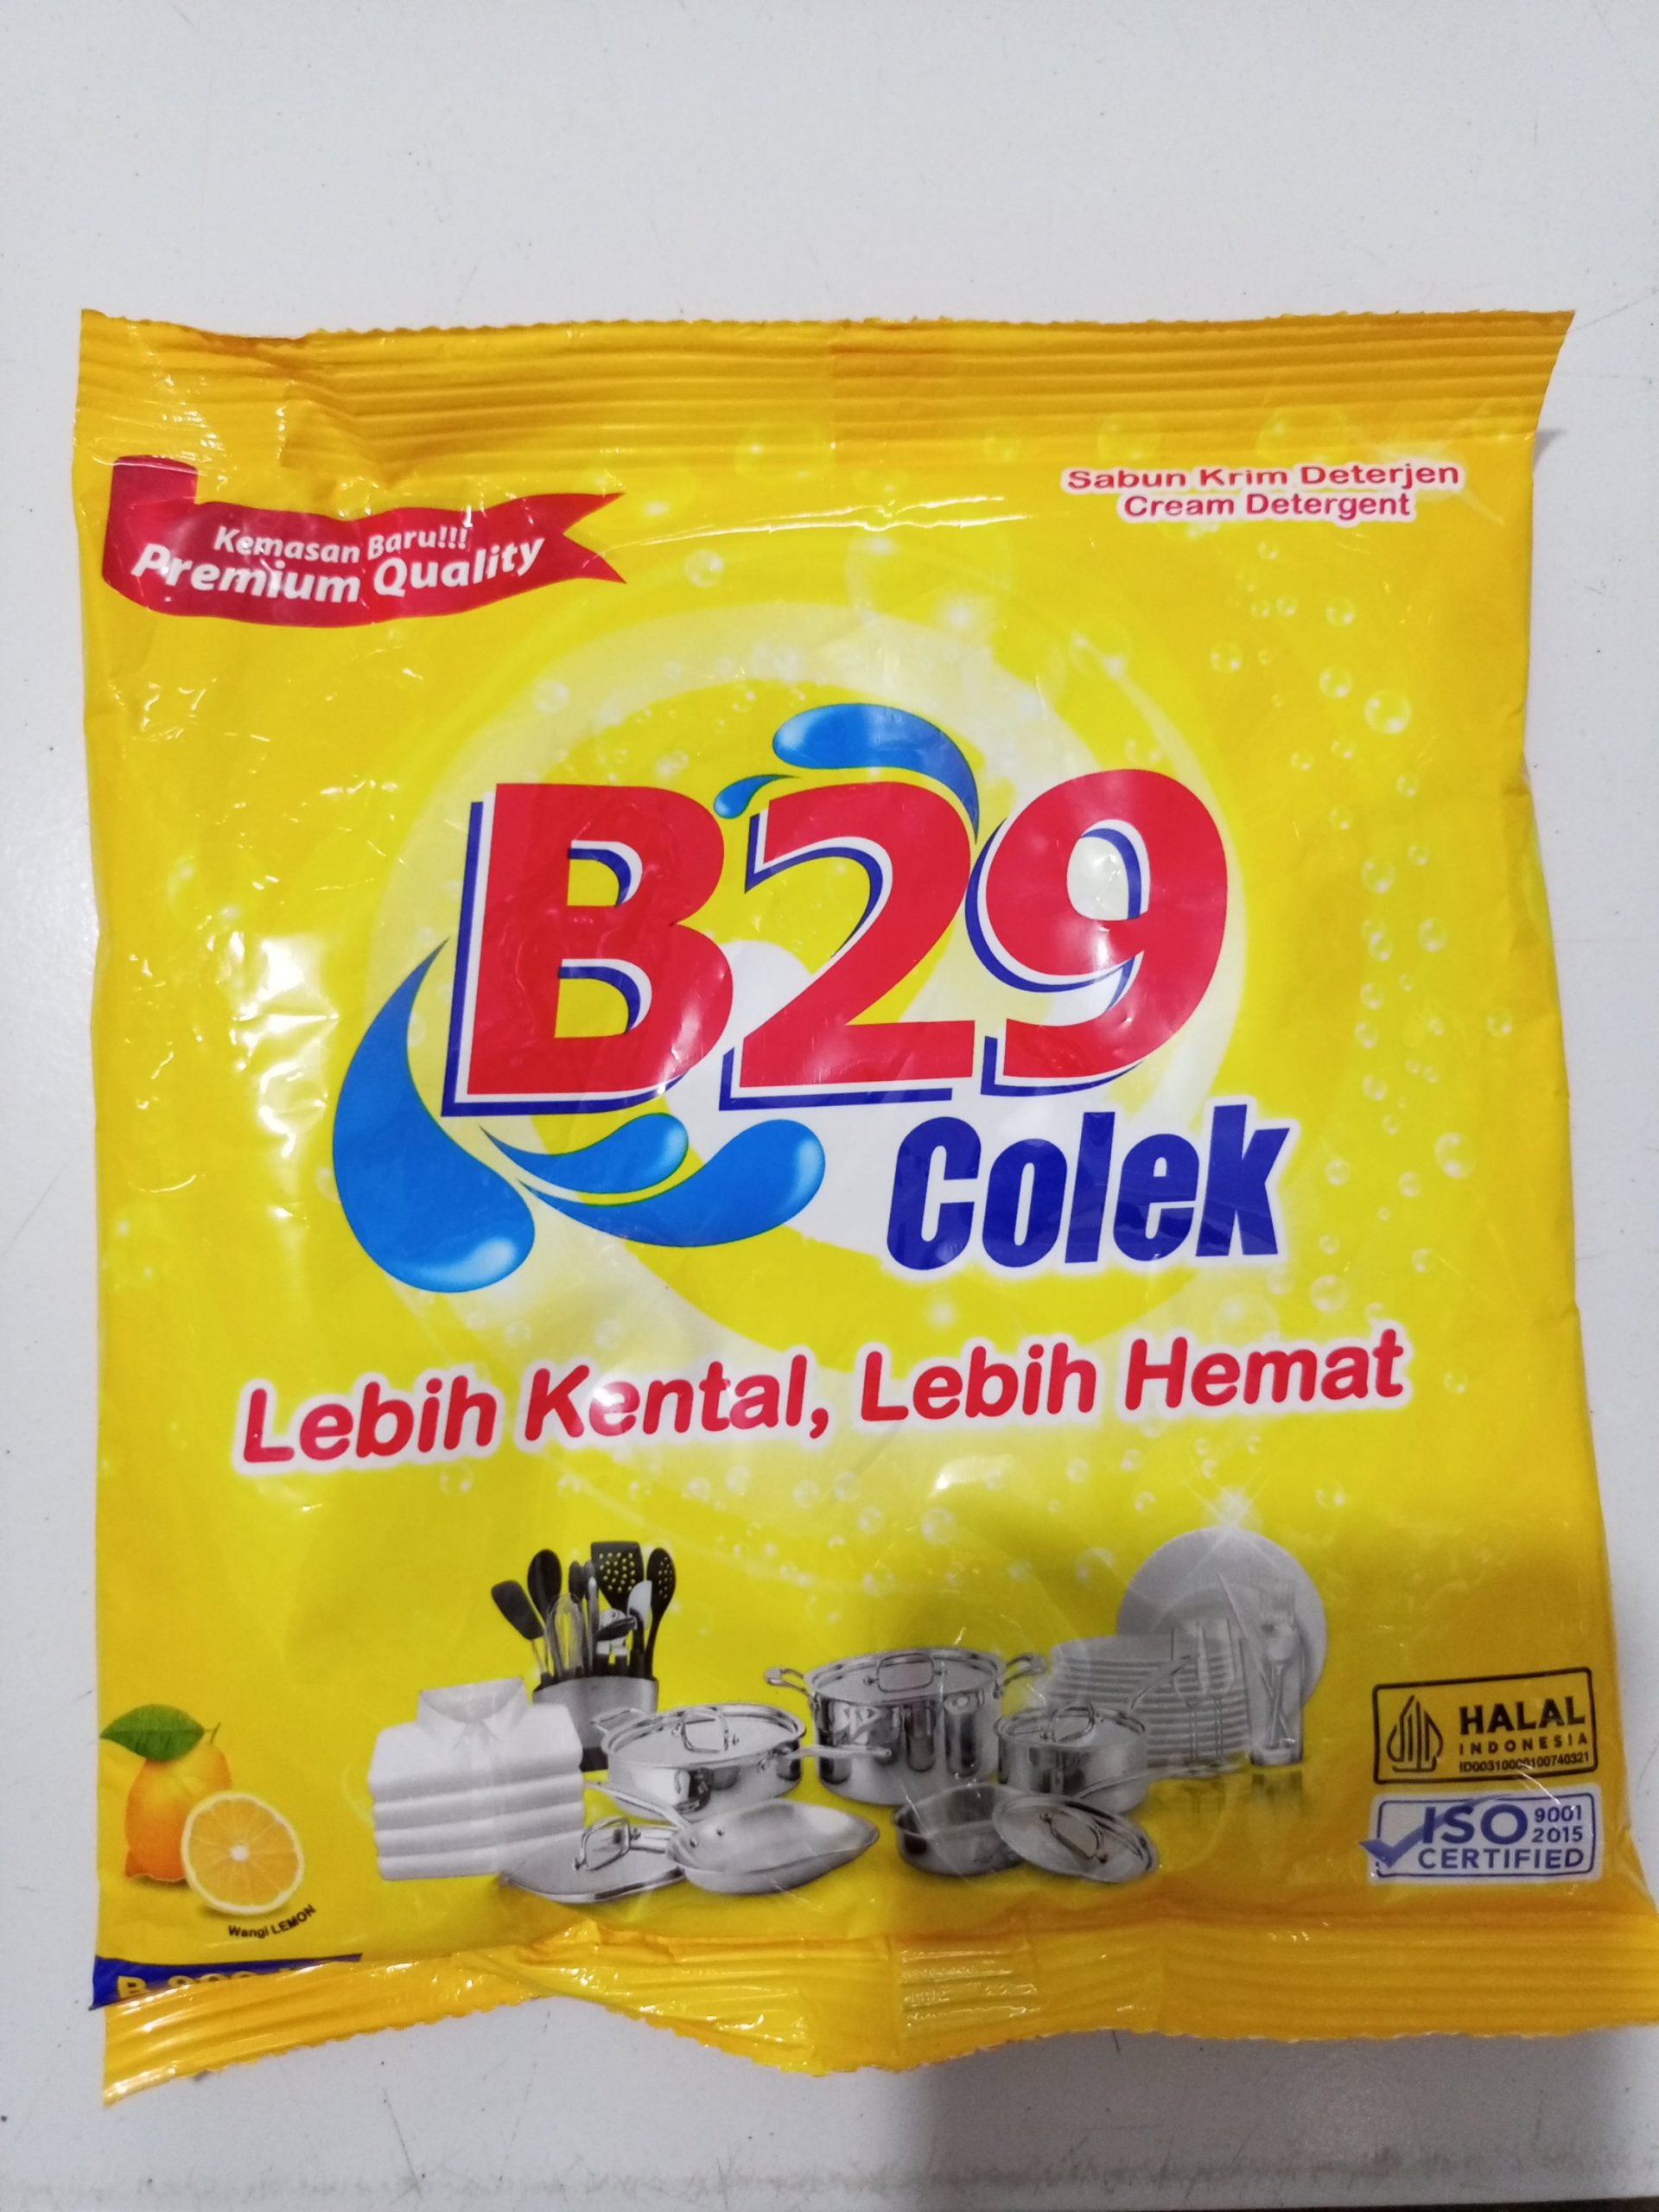 Sabun Krim Deterjen
Cream Detergent
Kemasan Baru!!!
Premium Quality
B29
Colek
Lebih Kental, Lebih Hemat
HALAL
INDONESIA
ISO 9001
2015
CERTIFIED
Wangi LEMON